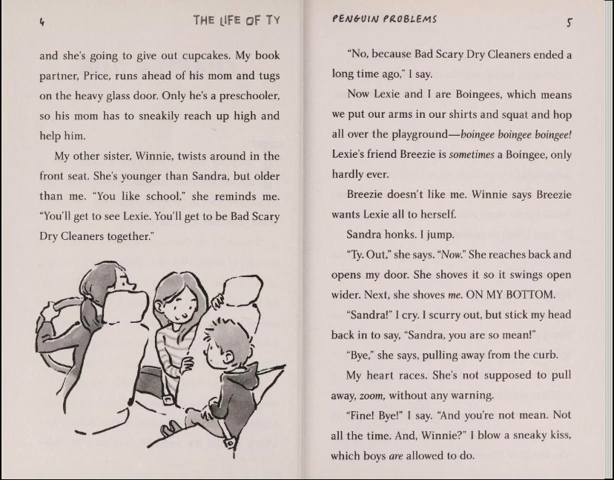 4 THE LIFE OF TY
and she's going to give out cupcakes. My book
partner, Price, runs ahead of his mom and tugs
on the heavy glass door. Only he's a preschooler,
so his mom has to sneakily reach up high and
help him.
My other sister, Winnie, twists around in the
front seat. She's younger than Sandra, but older
than me. “You like school,” she reminds me.
“You'll get to see Lexie. You'll get to be Bad Scary
Dry Cleaners together.”
PENGUIN PROBLEMS 5
“No, because Bad Scary Dry Cleaners ended a
long time ago,” I say.
Now Lexie and I are Boingees, which means
we put our arms in our shirts and squat and hop
all over the playground—boingee boingee boingee!
Lexie's friend Breezie is sometimes a Boingee, only
hardly ever.
Breezie doesn't like me. Winnie says Breezie
wants Lexie all to herself.
Sandra honks. I jump.
“Ty. Out,” she says. “Now.” She reaches back and
opens my door. She shoves it so it swings open
wider. Next, she shoves me. ON MY BOTTOM.
“Sandra!” I cry. I scurry out, but stick my head
back in to say, “Sandra, you are so mean!”
“Bye,” she says, pulling away from the curb.
My heart races. She's not supposed to pull
away, zoom, without any warning.
“Fine! Bye!” I say. “And you're not mean. Not
all the time. And, Winnie?” I blow a sneaky kiss,
which boys are allowed to do.